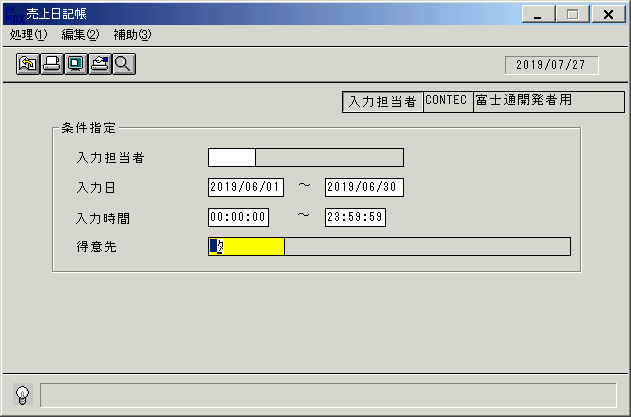 売上日記帳
処理(1) 編集(2) 補助(3)
2019/07/27
入力担当者 CONTEC 富士通開発者用
条件指定
入力担当者
入力日 2019/06/01 ～ 2019/06/30
入力時間 00:00:00 ～ 23:59:59
得意先